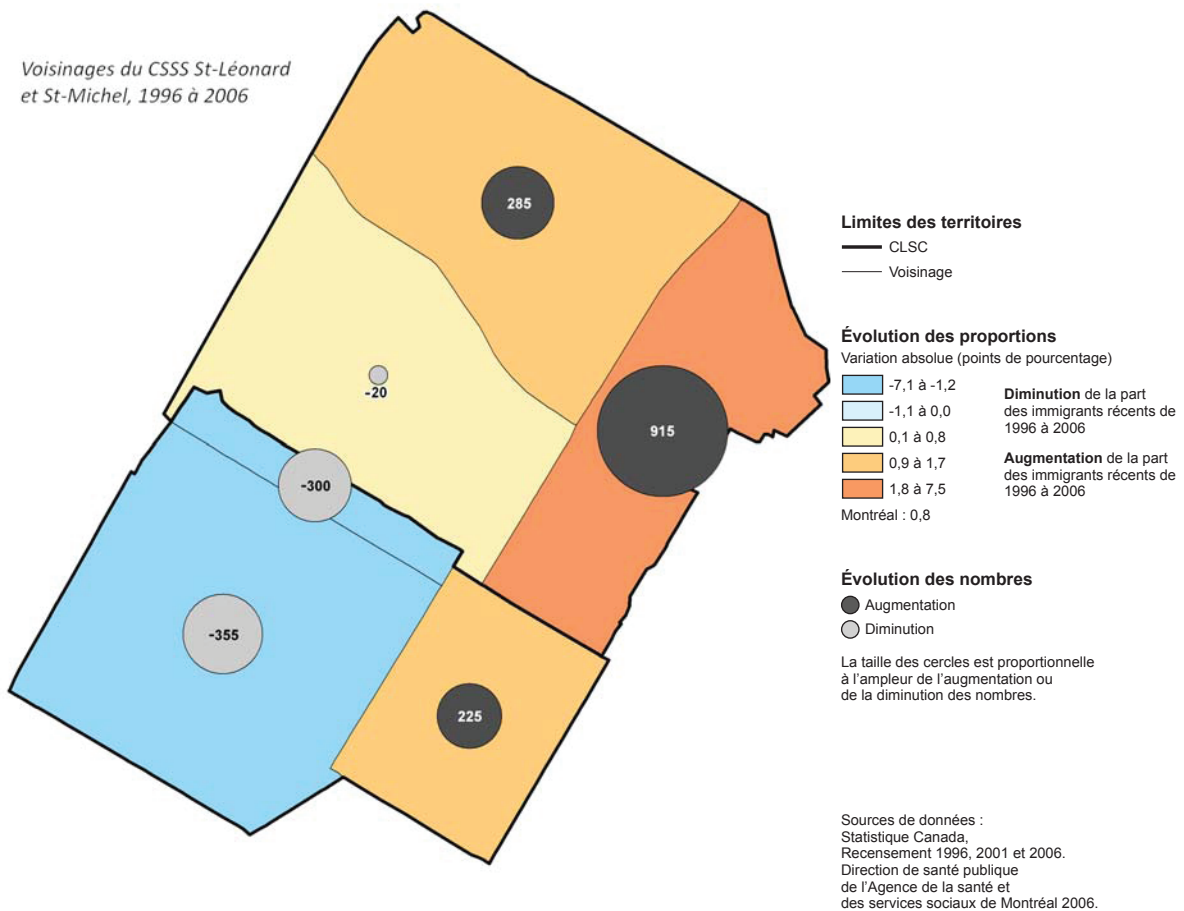 Voisinages du CSSS St-Léonard
et St-Michel, 1996 à 2006
285
-20
915
-300
-355
225
Limites des territoires
CLSC
Voisinage
Évolution des proportions
Variation absolue (points de pourcentage)
-7,1 à -1,2
-1,1 à 0,0
0,1 à 0,8
0,9 à 1,7
1,8 à 7,5
Diminution de la part
des immigrants récents de
1996 à 2006
Augmentation de la part
des immigrants récents de
1996 à 2006
Montréal : 0,8
Évolution des nombres
Augmentation
Diminution
La taille des cercles est proportionnelle
à l'ampleur de l'augmentation ou
de la diminution des nombres.
Sources de données :
Statistique Canada,
Recensement 1996, 2001 et 2006.
Direction de santé publique
de l'Agence de la santé et
des services sociaux de Montréal 2006.